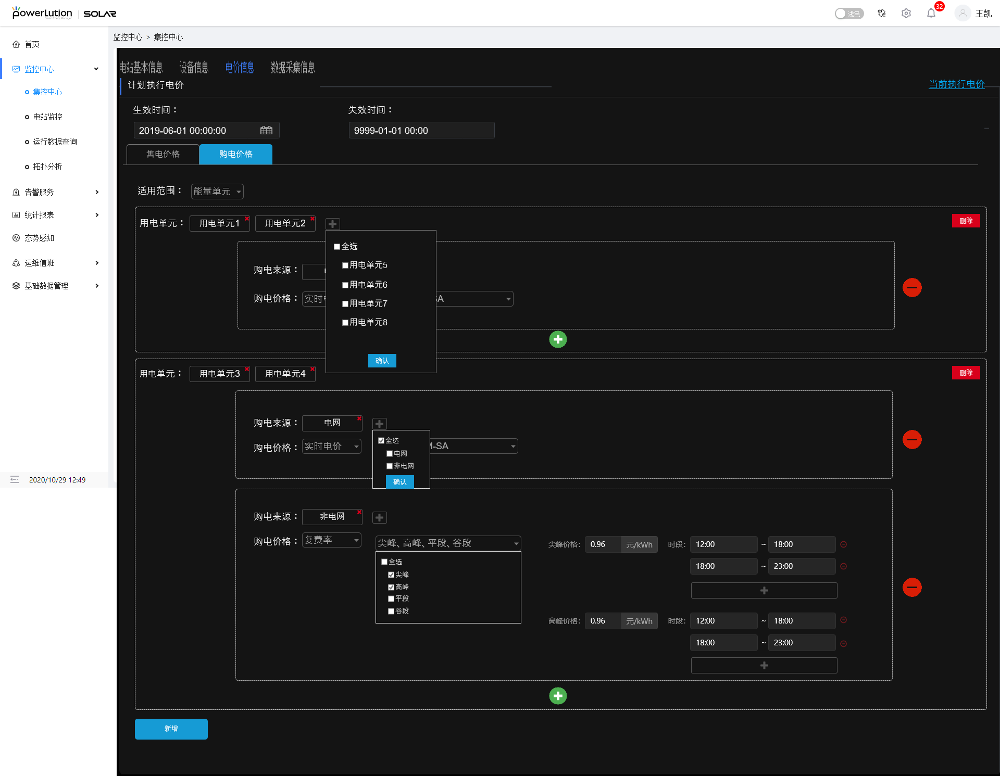 powerLution | SOLAR
浅色
32
王凯
监控中心 > 集控中心
首页
监控中心
集控中心
电站监控
运行数据查询
拓扑分析
告警服务
统计报表
态势感知
运维值班
基础数据管理
2020/10/29 12:49
电站基本信息 设备信息 电价信息 数据采集信息
计划执行电价
当前执行电价
生效时间： 失效时间：
2019-06-01 00:00:00 9999-01-01 00:00
售电价格 购电价格
适用范围： 能量单元
用电单元： 用电单元1 用电单元2
删除
全选
用电单元5
用电单元6
用电单元7
用电单元8
确认
购电来源：
购电价格： 实时 SA
用电单元： 用电单元3 用电单元4
删除
购电来源： 电网
购电价格： 实时电价 M-SA
全选
电网
非电网
确认
购电来源： 非电网
购电价格： 复费率 尖峰、高峰、平段、谷段
全选
尖峰
高峰
平段
谷段
尖峰价格： 0.96 元/kWh 时段： 12:00 ~ 18:00
18:00 ~ 23:00
高峰价格： 0.96 元/kWh 时段： 12:00 ~ 18:00
18:00 ~ 23:00
新增